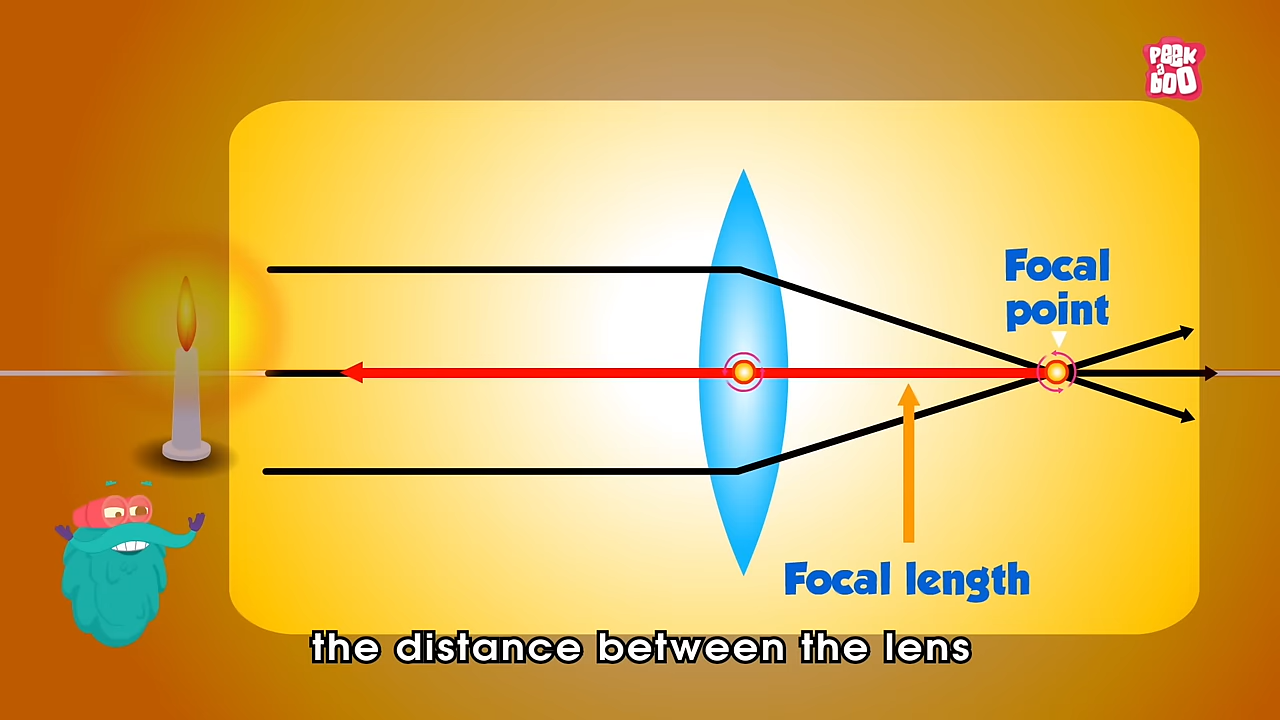 PEEK
a
BOO
Focal
point
Focal length
the distance between the lens